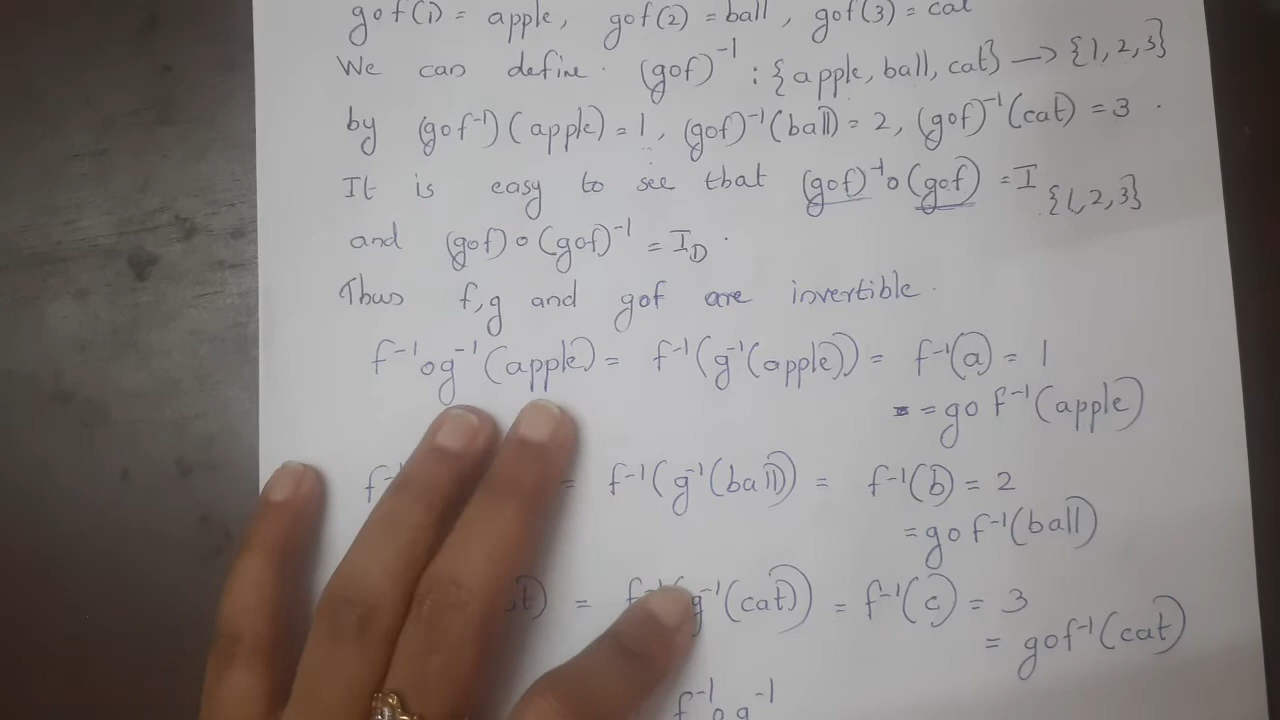 gof(1) = apple, gof(2) = ball, gof(3) = cat
We can define. (gof)⁻¹ : {apple, ball, cat} → {1, 2, 3}
by (gof⁻¹)(apple) = 1, (gof)⁻¹(ball) = 2, (gof)⁻¹(cat) = 3.
It is easy to see that (gof)⁻¹o(gof) = I {1,2,3}
and (gof)o(gof)⁻¹ = I_D.
Thus f,g and gof are invertible.
f⁻¹og⁻¹(apple) = f⁻¹(g⁻¹(apple)) = f⁻¹(a) = 1
= gof⁻¹(apple)
f⁻¹ = f⁻¹(g⁻¹(ball)) = f⁻¹(b) = 2
= gof⁻¹(ball)
= f⁻¹(g⁻¹(cat)) = f⁻¹(c) = 3
= gof⁻¹(cat)
f⁻¹og⁻¹